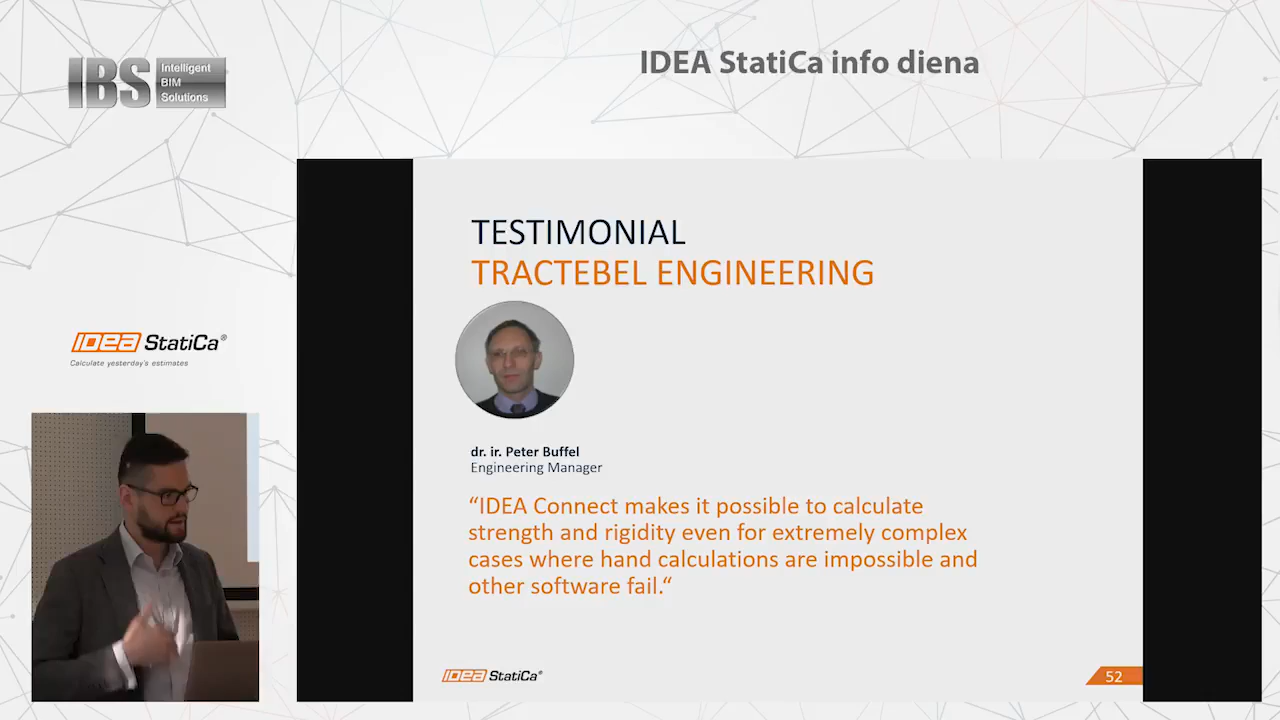 IBS Intelligent
BIM
Solutions
IDEA StatiCa info diena
TESTIMONIAL
TRACTEBEL ENGINEERING
IDEA StatiCa®
Calculate yesterday's estimates
dr. ir. Peter Buffel
Engineering Manager
“IDEA Connect makes it possible to calculate
strength and rigidity even for extremely complex
cases where hand calculations are impossible and
other software fail.“
IDEA StatiCa®
52